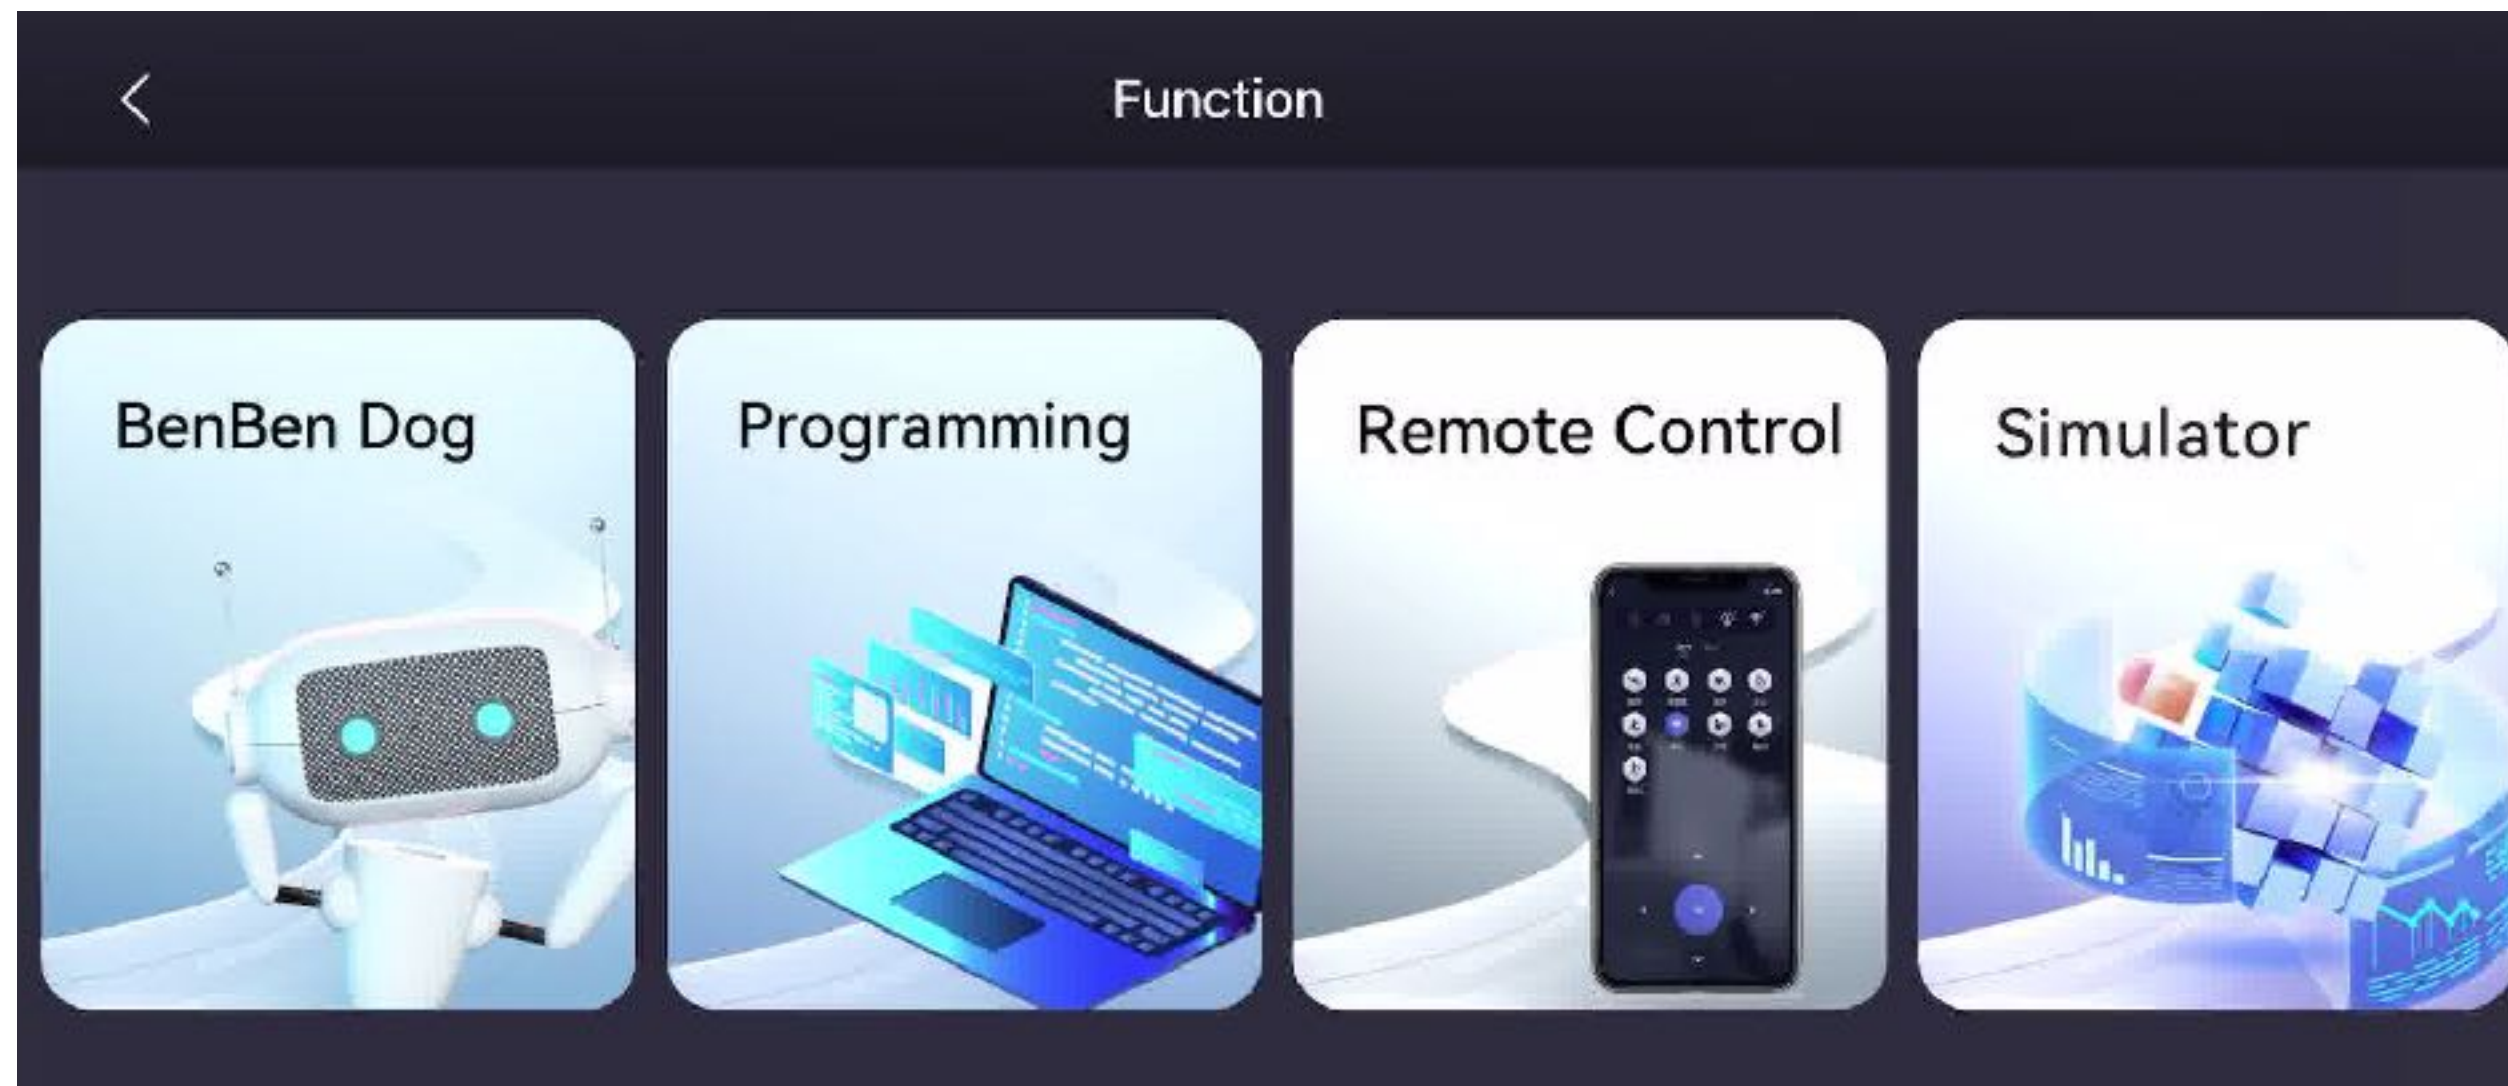 Function
BenBen Dog
Programming
Remote Control
Simulator